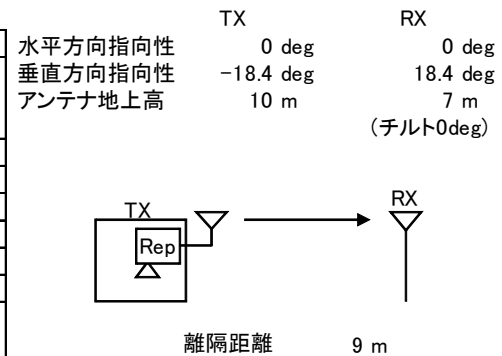 TX RX
水平方向指向性 0 deg 0 deg
垂直方向指向性 -18.4 deg 18.4 deg
アンテナ地上高 10 m 7 m
(チルト0deg)
TX RX
Rep
離隔距離 9 m